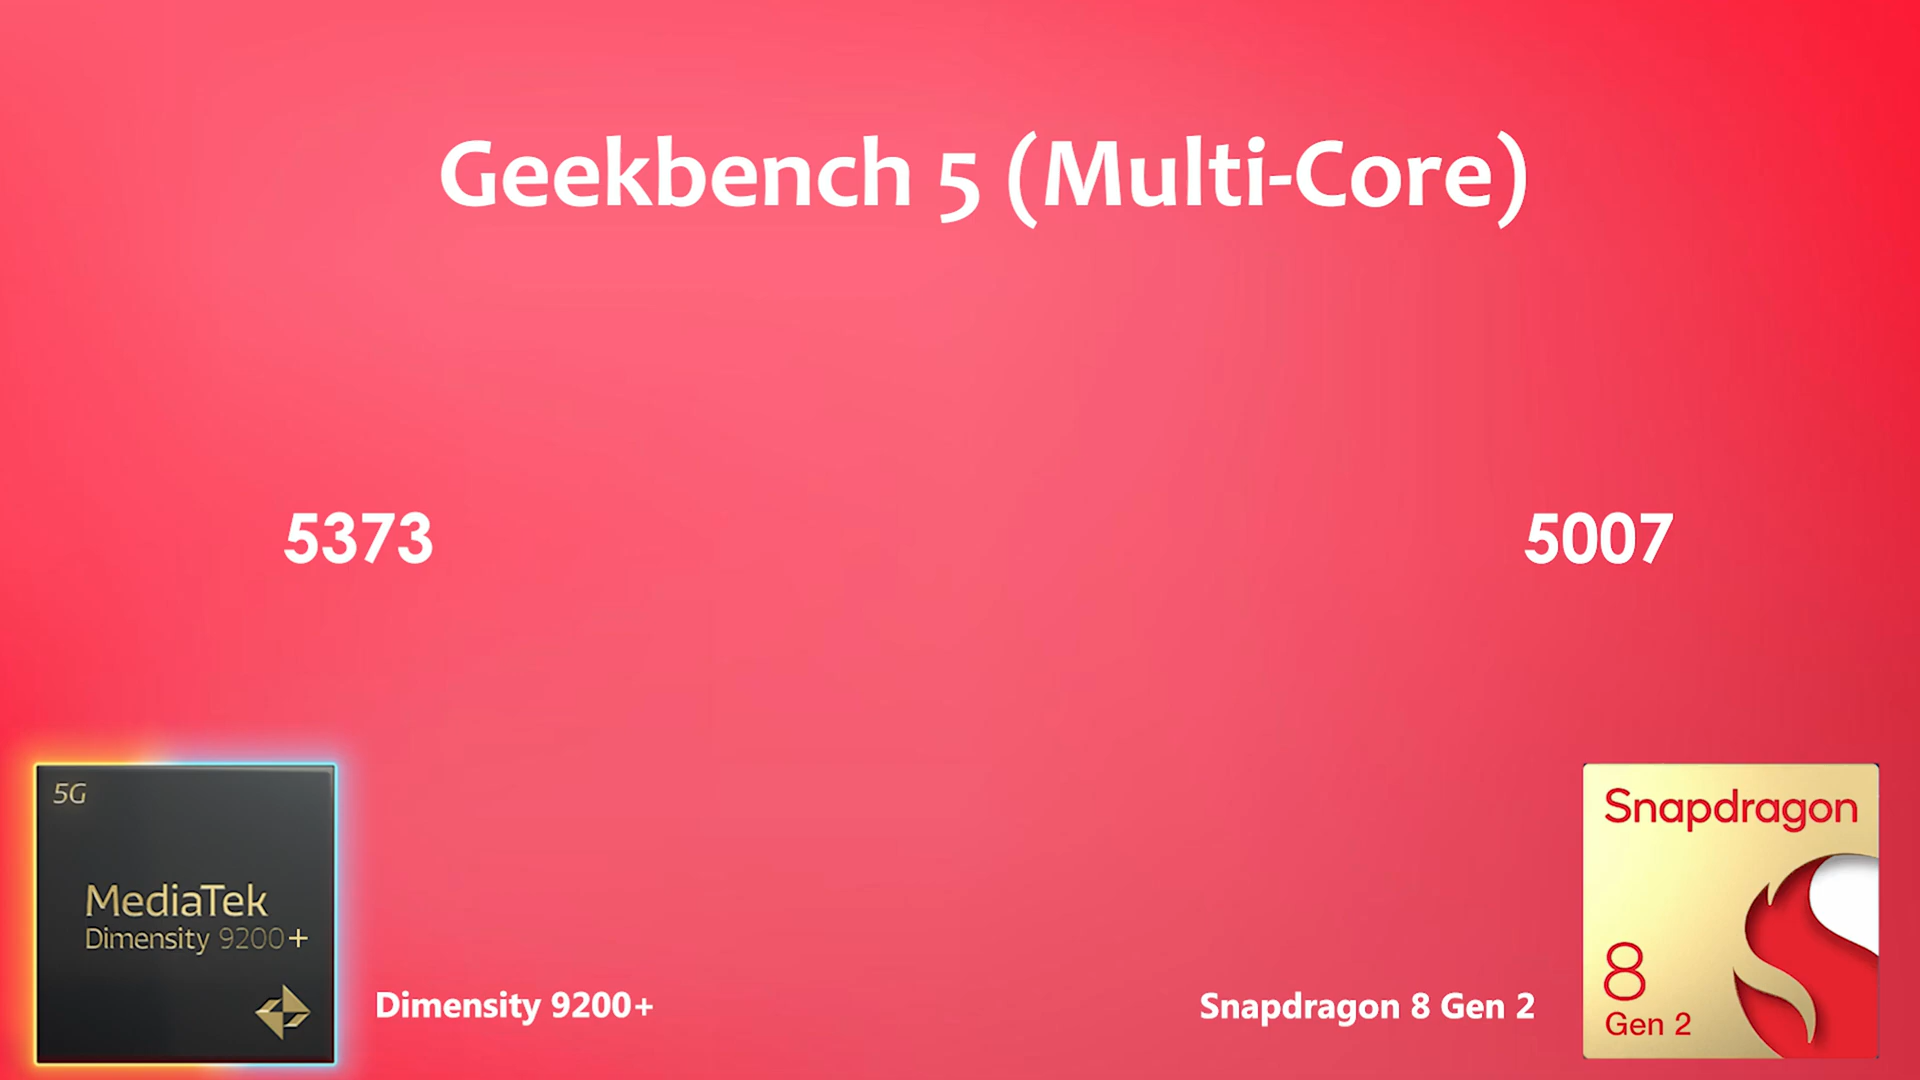 Geekbench 5 (Multi-Core)
5373
5007
5G
MediaTek
Dimensity 9200+
Dimensity 9200+
Snapdragon 8 Gen 2
Snapdragon
8
Gen 2